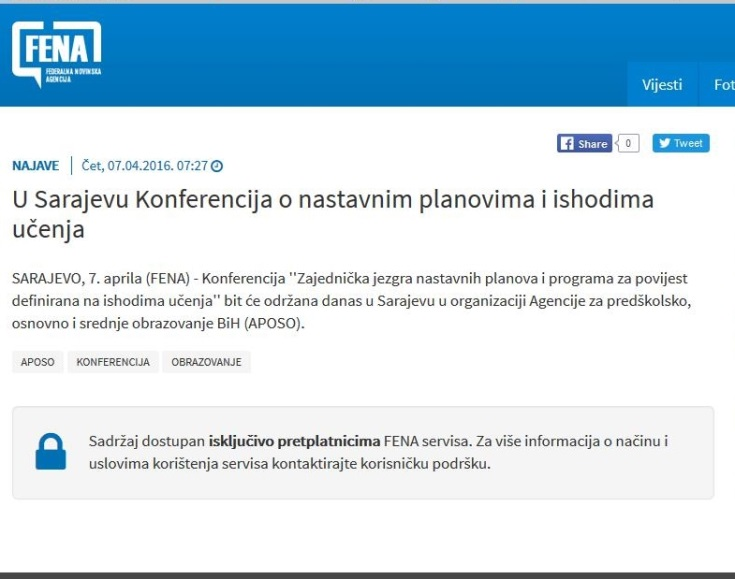 FENA
FEDERALNA NOVINSKA
AGENCIJA
Vijesti
Fot
Share
0
Tweet
NAJAVE
Čet, 07.04.2016. 07:27
U Sarajevu Konferencija o nastavnim planovima i ishodima
učenja
SARAJEVO, 7. aprila (FENA) - Konferencija ''Zajednička jezgra nastavnih planova i programa za povijest
definirana na ishodima učenja'' bit će održana danas u Sarajevu u organizaciji Agencije za predškolsko,
osnovno i srednje obrazovanje BiH (APOSO).
APOSO
KONFERENCIJA
OBRAZOVANJE
Sadržaj dostupan isključivo pretplatnicima FENA servisa. Za više informacija o načinu i
uslovima korištenja servisa kontaktirajte korisničku podršku.